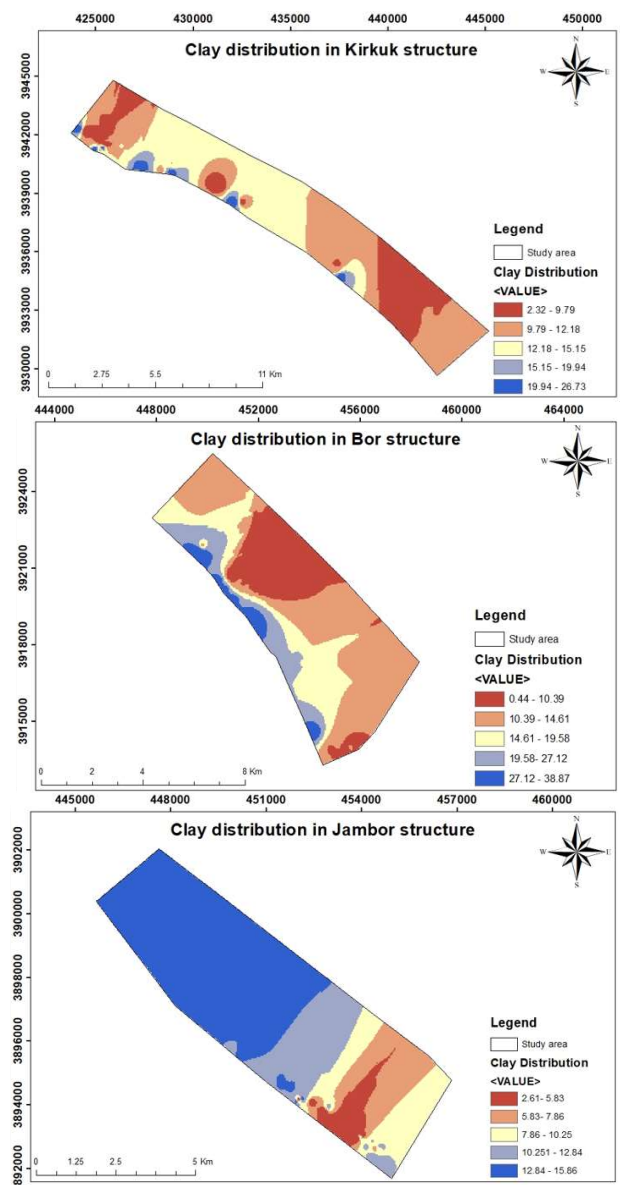 425000 430000 435000 440000 445000 450000
Clay distribution in Kirkuk structure
N
W E
S
3945000
3942000
3939000
3936000
3933000
3930000
Legend
Study area
Clay Distribution
<VALUE>
2.32 - 9.79
9.79 - 12.18
12.18 - 15.15
15.15 - 19.94
19.94 - 26.73
0 2.75 5.5 11 KM
444000 448000 452000 456000 460000 464000
Clay distribution in Bor structure
N
W E
S
3924000
3921000
3918000
3915000
Legend
Study area
Clay Distribution
<VALUE>
0.44 - 10.39
10.39 - 14.61
14.61 - 19.58
19.58- 27.12
27.12 - 38.87
0 2 4 8 Km
445000 448000 451000 454000 457000 460000
Clay distribution in Jambor structure
N
W E
S
3902000
3900000
3898000
3896000
3894000
892000
Legend
Study area
Clay Distribution
<VALUE>
2.61- 5.83
5.83 - 7.86
7.86 - 10.25
10.251 - 12.84
12.84 - 15.86
0 1.25 2.5 5 Km